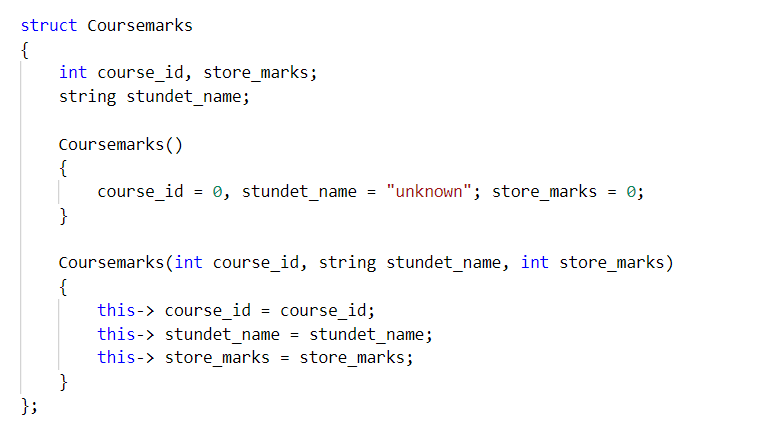 struct Coursemarks
{
    int course_id, store_marks;
    string stundet_name;

    Coursemarks()
    {
        course_id = 0, stundet_name = "unknown"; store_marks = 0;
    }

    Coursemarks(int course_id, string stundet_name, int store_marks)
    {
        this-> course_id = course_id;
        this-> stundet_name = stundet_name;
        this-> store_marks = store_marks;
    }
};